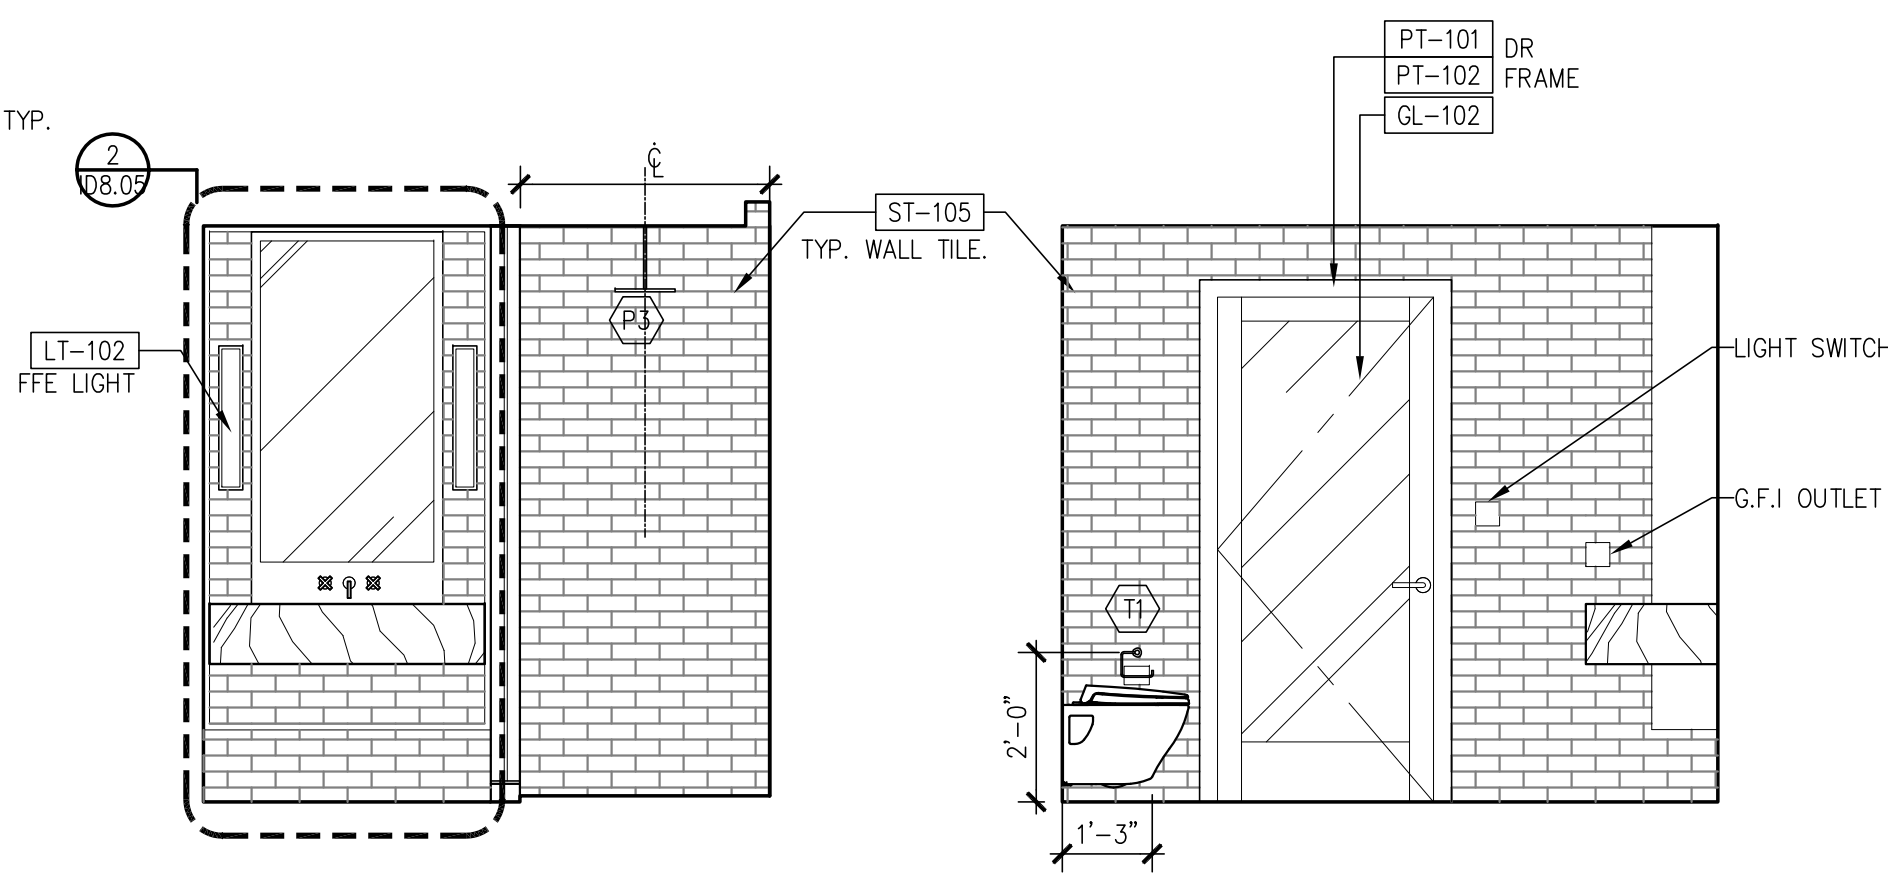 TYP.
2
ID8.05
LT-102
FFE LIGHT
℄
P3
ST-105
TYP. WALL TILE.
PT-101
PT-102
DR
FRAME
GL-102
LIGHT SWITCH
G.F.I OUTLET
T1
2'-0"
1'-3"